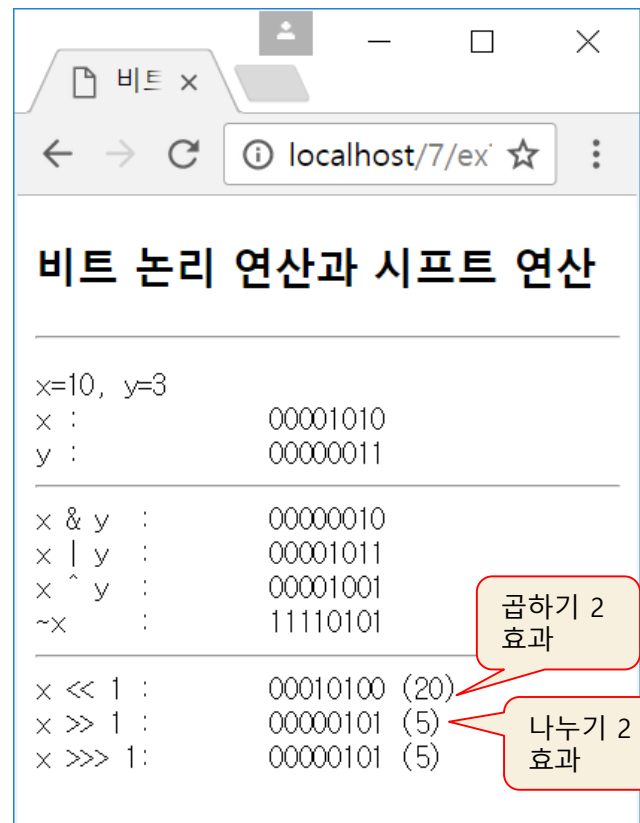 비트
localhost/7/ex
비트 논리 연산과 시프트 연산
x=10, y=3
x : 00001010
y : 00000011
x & y : 00000010
x | y : 00001011
x ^ y : 00001001
~x : 11110101
곱하기 2
효과
x << 1 : 00010100 (20)
x >> 1 : 00000101 (5)
x >>> 1: 00000101 (5)
나누기 2
효과